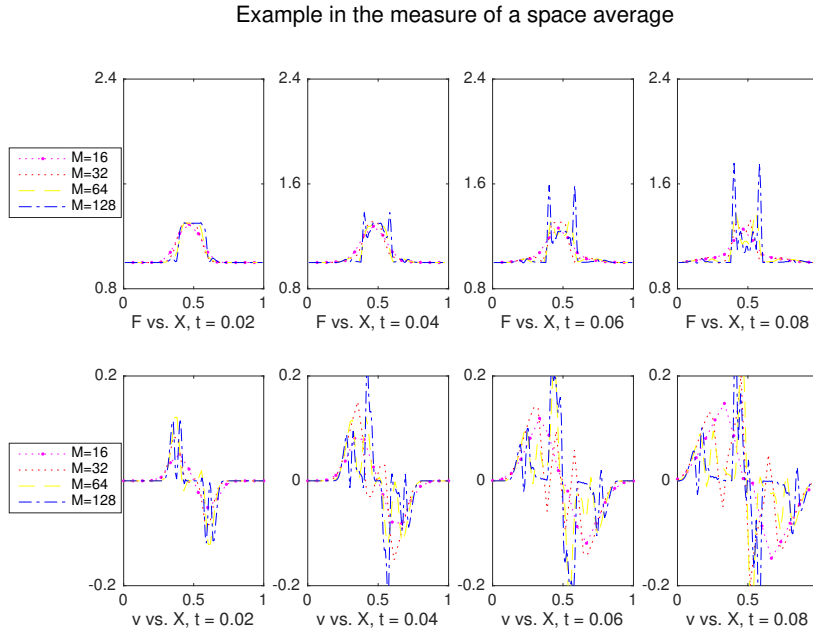 Example in the measure of a space average
2.4
1.6
0.8
0 0.5 1
F vs. X, t = 0.02
2.4
1.6
0.8
0 0.5 1
F vs. X, t = 0.04
2.4
1.6
0.8
0 0.5 1
F vs. X, t = 0.06
2.4
1.6
0.8
0 0.5
F vs. X, t = 0.08
M=16
M=32
M=64
M=128
0.2
0
-0.2
0 0.5 1
v vs. X, t = 0.02
0.2
0
-0.2
0 0.5 1
v vs. X, t = 0.04
0.2
0
-0.2
0 0.5 1
v vs. X, t = 0.06
0.2
0
-0.2
0 0.5
v vs. X, t = 0.08
M=16
M=32
M=64
M=128